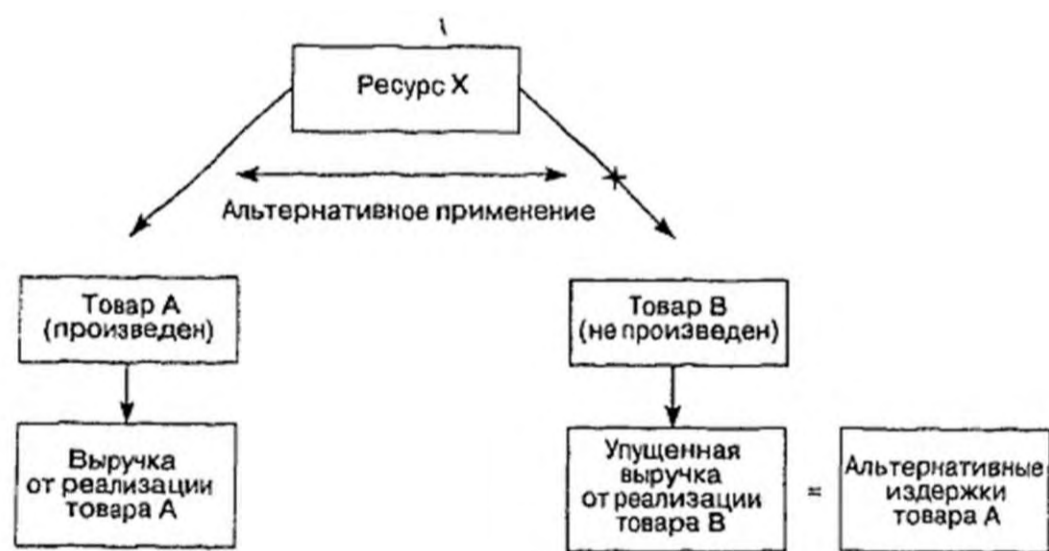 Ресурс X
Альтернативное применение
Товар А
(произведен)
Товар В
(не произведен)
Выручка
от реализации
товара А
Упущенная
выручка
от реализации
товара В
=
Альтернативные
издержки
товара А